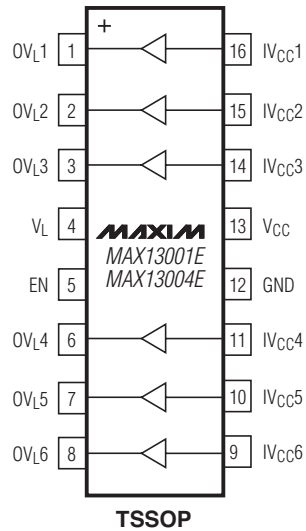 +
OVL1 1 16 IVCC1
OVL2 2 15 IVCC2
OVL3 3 14 IVCC3
VL 4 MAXIM 13 VCC
MAX13001E
EN 5 MAX13004E 12 GND
OVL4 6 11 IVCC4
OVL5 7 10 IVCC5
OVL6 8 9 IVCC6
TSSOP